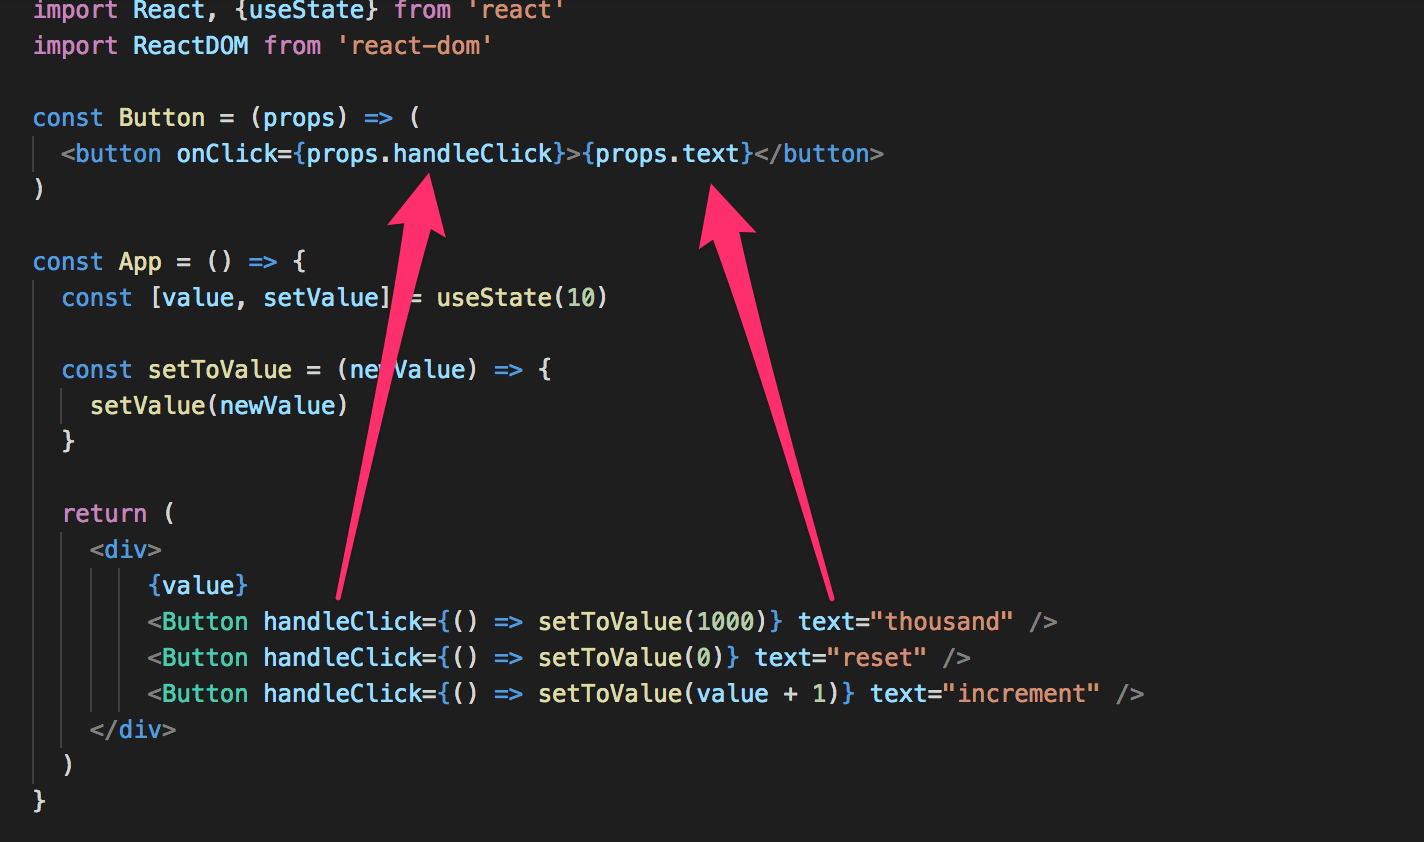 import React, {useState} from 'react'
import ReactDOM from 'react-dom'
const Button = (props) => (
<button onClick={props.handleClick}>{props.text}</button>
)
const App = () => {
const [value, setValue] = useState(10)
const setToValue = (newValue) => {
setValue(newValue)
}
return (
<div>
{value}
<Button handleClick={() => setToValue(1000)} text="thousand" />
<Button handleClick={() => setToValue(0)} text="reset" />
<Button handleClick={() => setToValue(value + 1)} text="increment" />
</div>
)
}